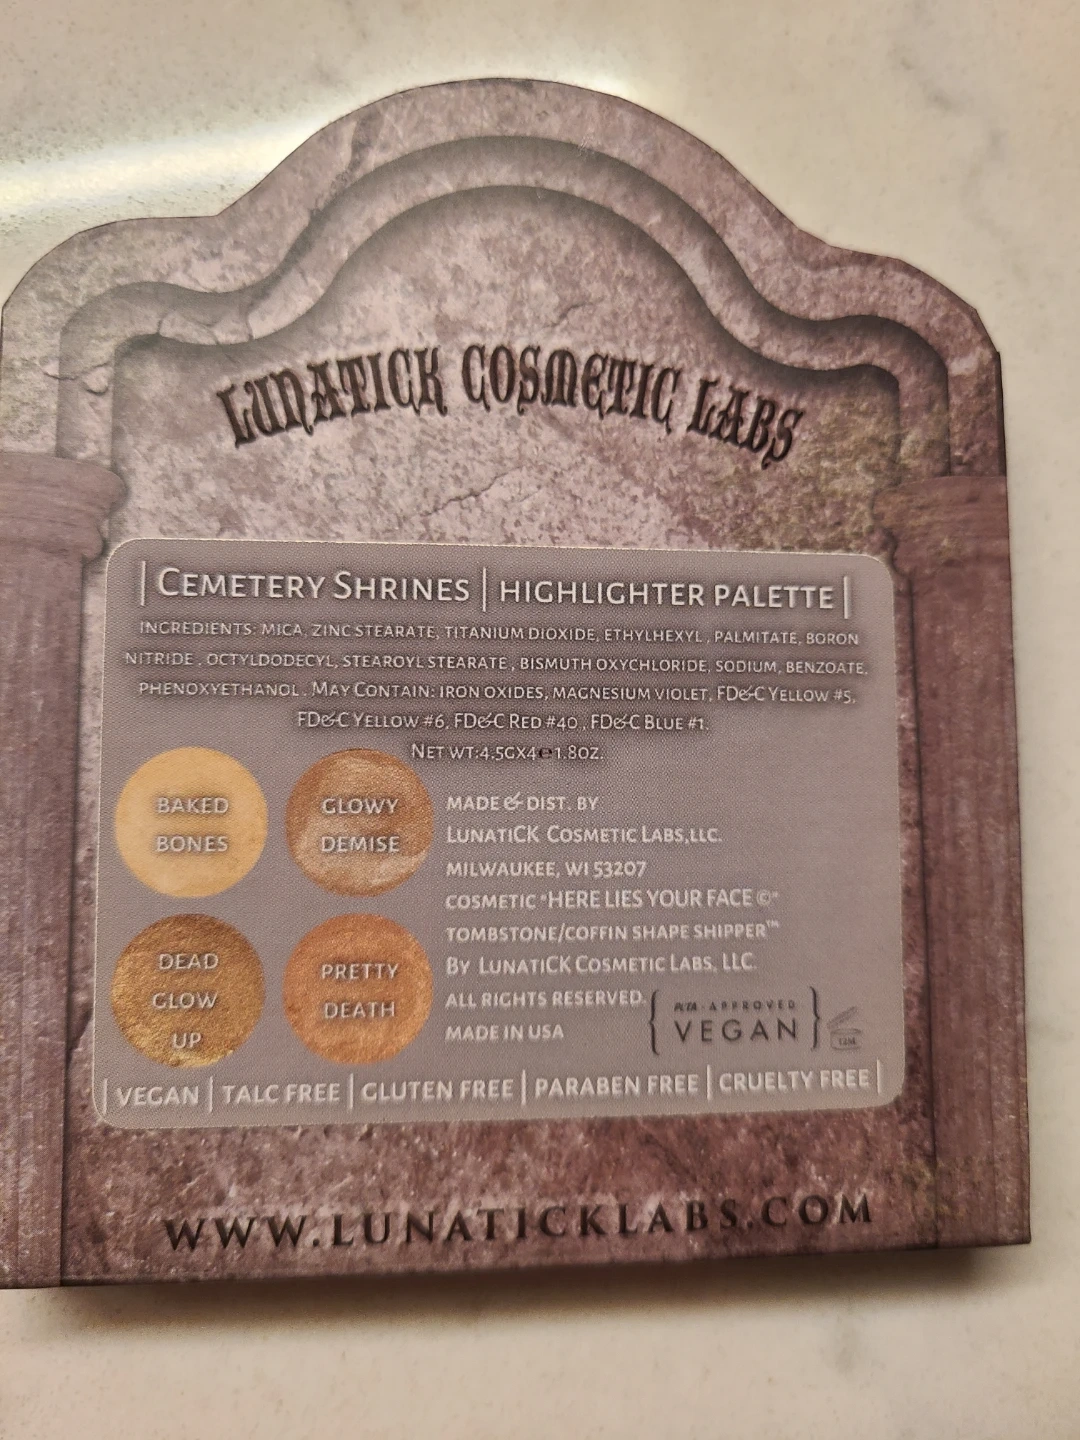 LUNATICK COSMETIC LABS
| CEMETERY SHRINES | HIGHLIGHTER PALETTE |
INGREDIENTS: MICA, ZINC STEARATE, TITANIUM DIOXIDE, ETHYLHEXYL , PALMITATE, BORON
NITRIDE , OCTYLDODECYL, STEAROYL STEARATE , BISMUTH OXYCHLORIDE, SODIUM, BENZOATE,
PHENOXYETHANOL . MAY CONTAIN: IRON OXIDES, MAGNESIUM VIOLET, FD&C YELLOW #5,
FD&C YELLOW #6, FD&C RED #40 , FD&C BLUE #1.
NET WT:4.5GX4℮1.8OZ.
BAKED
BONES
GLOWY
DEMISE
DEAD
GLOW
UP
PRETTY
DEATH
MADE & DIST. BY
LUNATICK COSMETIC LABS,LLC.
MILWAUKEE, WI 53207
COSMETIC "HERE LIES YOUR FACE ©"
TOMBSTONE/COFFIN SHAPE SHIPPER™
BY LUNATICK COSMETIC LABS, LLC.
ALL RIGHTS RESERVED.
MADE IN USA
PETA - APPROVED
VEGAN
12M
| VEGAN | TALC FREE | GLUTEN FREE | PARABEN FREE | CRUELTY FREE |
WWW.LUNATICKLABS.COM